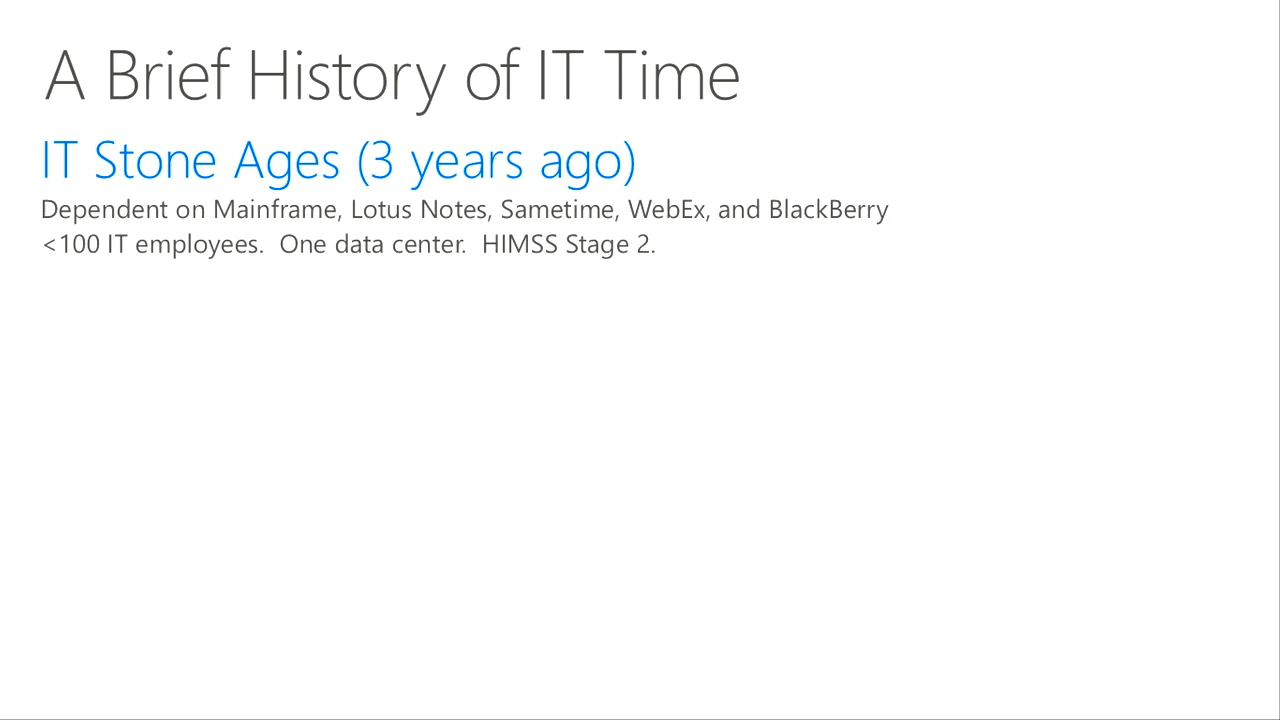 A Brief History of IT Time
IT Stone Ages (3 years ago)
Dependent on Mainframe, Lotus Notes, Sametime, WebEx, and BlackBerry
<100 IT employees.  One data center.  HIMSS Stage 2.